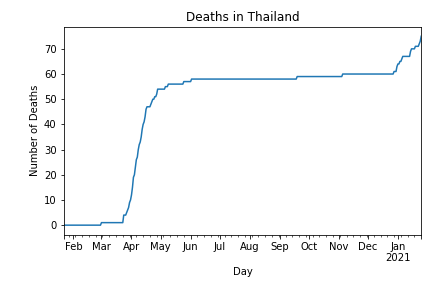 Deaths in Thailand
Number of Deaths
70
60
50
40
30
20
10
0
Feb Mar Apr May Jun Jul Aug Sep Oct Nov Dec Jan
2021
Day